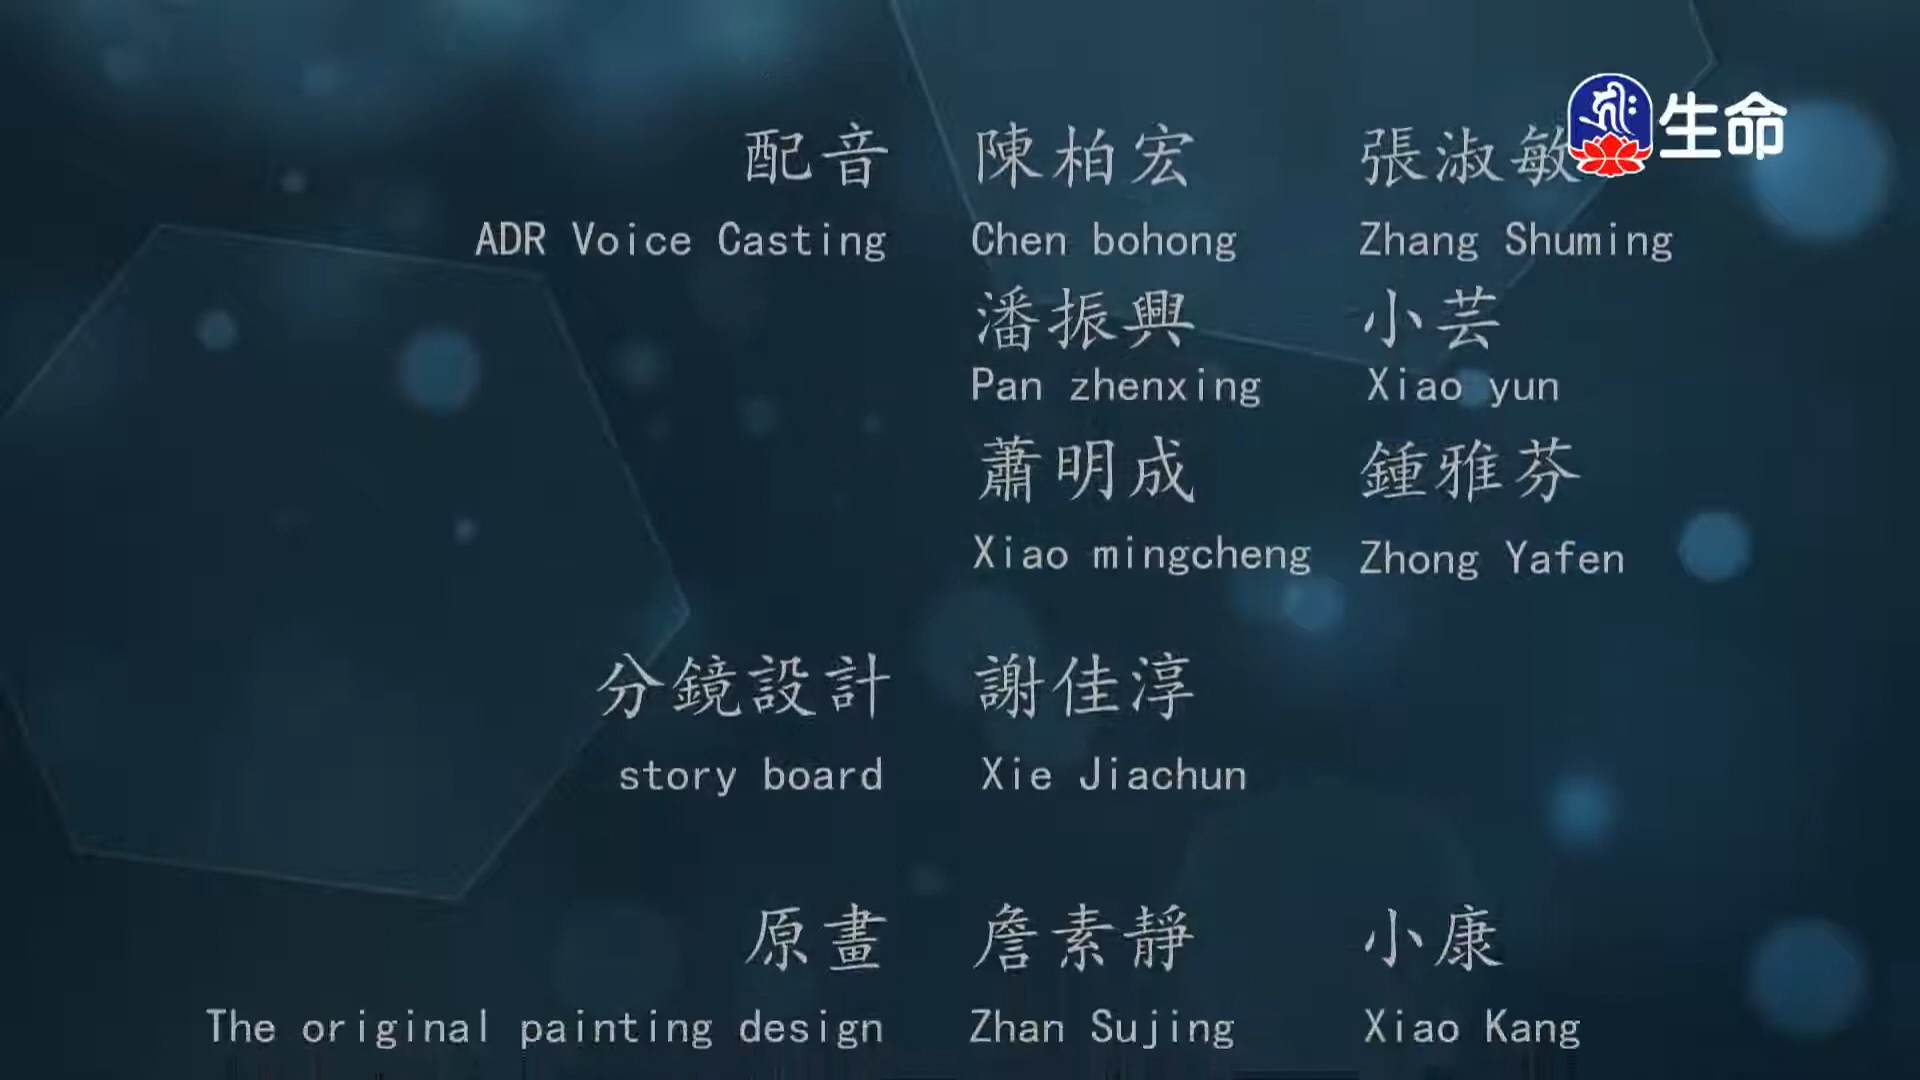 生命
配音 陳柏宏 張淑敏
ADR Voice Casting Chen bohong Zhang Shuming
潘振興 小芸
Pan zhenxing Xiao yun
蕭明成 鍾雅芬
Xiao mingcheng Zhong Yafen
分鏡設計 謝佳淳
story board Xie Jiachun
原畫 詹素靜 小康
The original painting design Zhan Sujing Xiao Kang